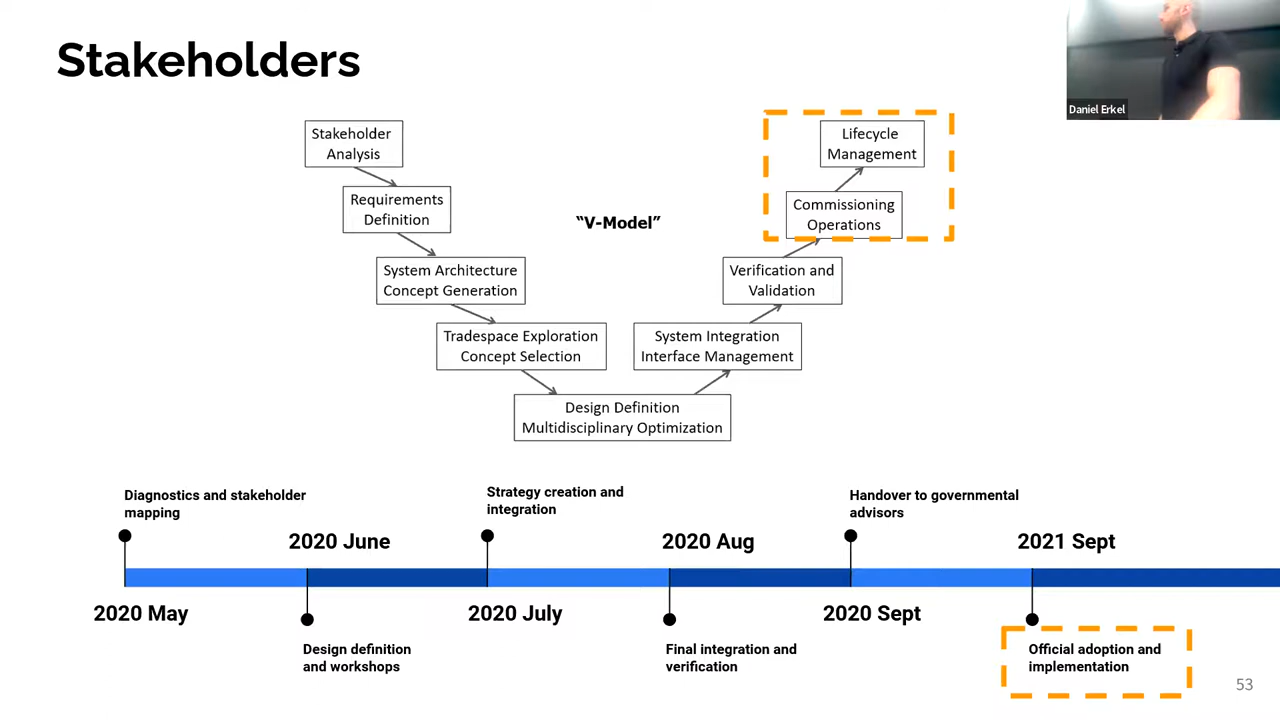 Stakeholders
Daniel Erkel
Stakeholder
Analysis
Requirements
Definition
System Architecture
Concept Generation
Tradespace Exploration
Concept Selection
Design Definition
Multidisciplinary Optimization
"V-Model"
System Integration
Interface Management
Verification and
Validation
Commissioning
Operations
Lifecycle
Management
Diagnostics and stakeholder
mapping
2020 May
2020 June
Design definition
and workshops
Strategy creation and
integration
2020 July
2020 Aug
Final integration and
verification
Handover to governmental
advisors
2020 Sept
2021 Sept
Official adoption and
implementation
53